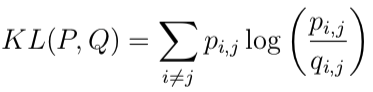 KL(P, Q) = \sum_{i \neq j} p_{i,j} \log \left( \frac{p_{i,j}}{q_{i,j}} \right)